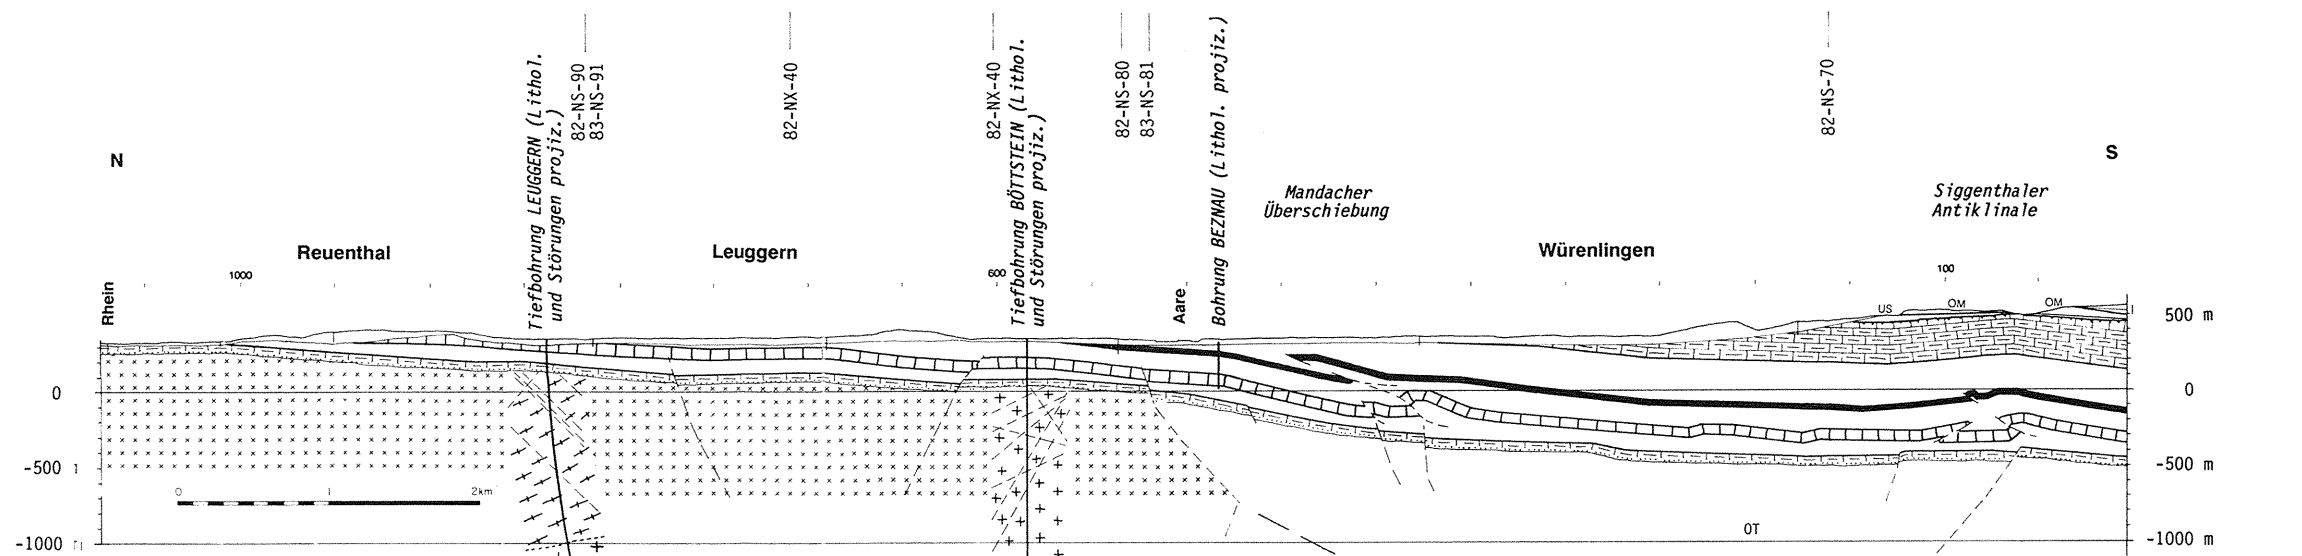 82-NS-90
83-NS-91
82-NX-40
82-NX-40
82-NS-80
83-NS-81
82-NS-70
Tiefbohrung LEUGGERN (Lithol.
und Störungen projiz.)
Tiefbohrung BÖTTSTEIN (Lithol.
und Störungen projiz.)
Bohrung BEZNAU (Lithol. projiz.)
N
S
Mandacher
Überschiebung
Siggenthaler
Antiklinale
Reuenthal
Leuggern
Würenlingen
1000
600
100
Rhein
Aare
US
OM
OM
500 m
0
0
-500
-500 m
0 1 2km
OT
-1000
-1000 m